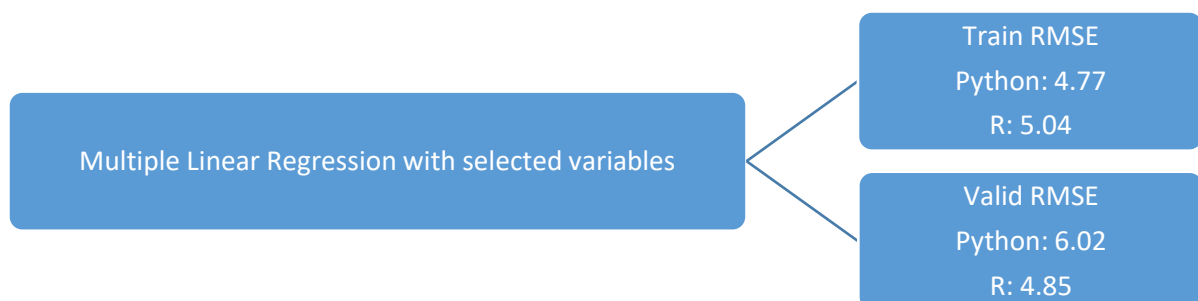 Multiple Linear Regression with selected variables
Train RMSE
Python: 4.77
R: 5.04
Valid RMSE
Python: 6.02
R: 4.85